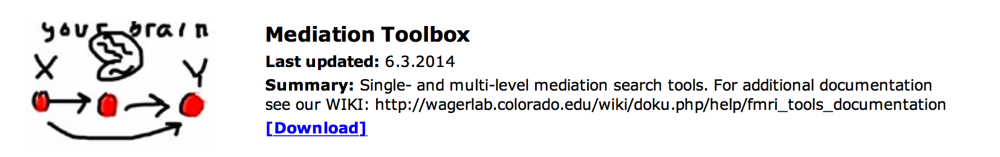 your brain
X Y
Mediation Toolbox
Last updated: 6.3.2014
Summary: Single- and multi-level mediation search tools. For additional documentation
see our WIKI: http://wagerlab.colorado.edu/wiki/doku.php/help/fmri_tools_documentation
[Download]